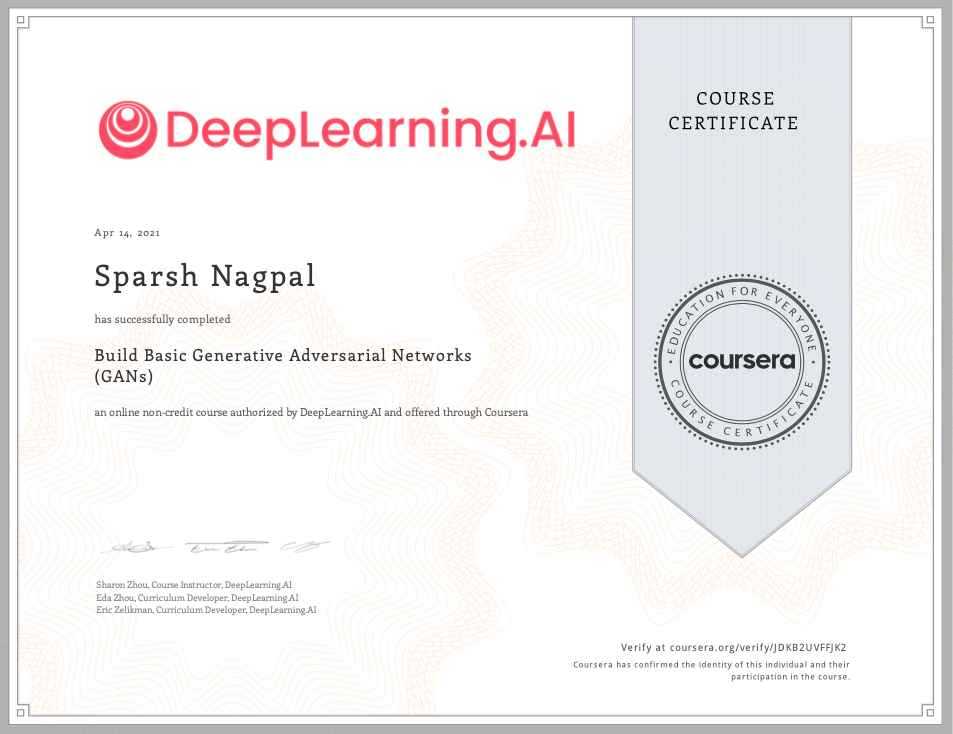 DeepLearning.AI
COURSE
CERTIFICATE
Apr 14, 2021
Sparsh Nagpal
has successfully completed
Build Basic Generative Adversarial Networks
(GANs)
an online non-credit course authorized by DeepLearning.AI and offered through Coursera
EDUCATION FOR EVERYONE
coursera
COURSE CERTIFICATE
Sharon Zhou, Course Instructor, DeepLearning.AI
Eda Zhou, Curriculum Developer, DeepLearning.AI
Eric Zelikman, Curriculum Developer, DeepLearning.AI
Verify at coursera.org/verify/JDKB2UVFFJK2
Coursera has confirmed the identity of this individual and their
participation in the course.